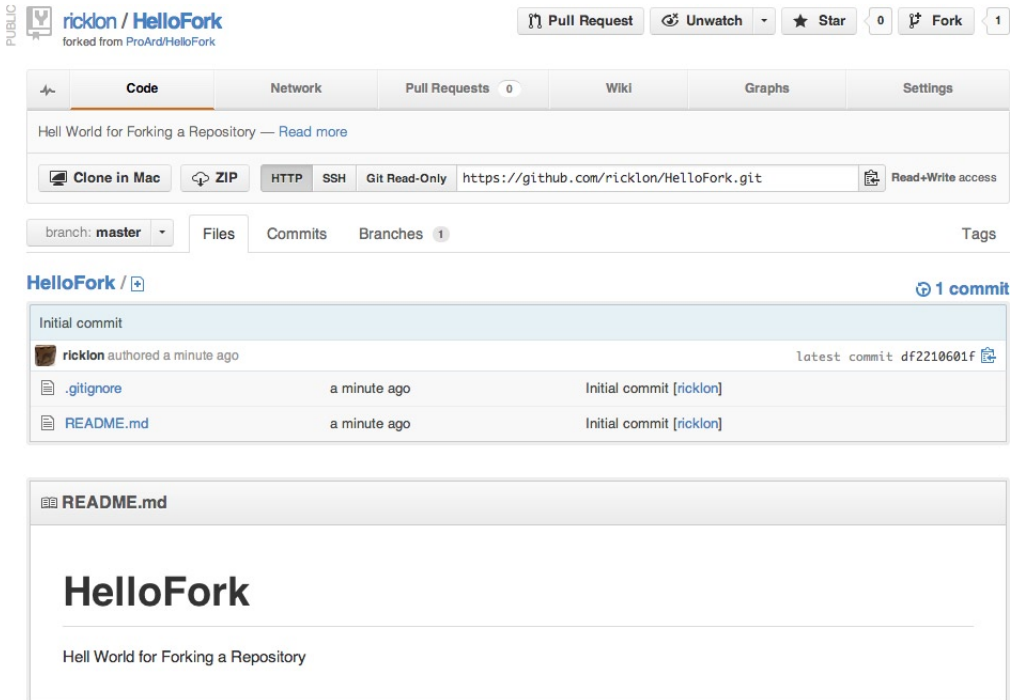 PUBLIC
ricklon / HelloFork
forked from ProArd/HelloFork
Pull Request Unwatch Star 0 Fork 1
Code Network Pull Requests 0 Wiki Graphs Settings
Hell World for Forking a Repository — Read more
Clone in Mac ZIP HTTP SSH Git Read-Only https://github.com/ricklon/HelloFork.git Read+Write access
branch: master Files Commits Branches 1 Tags
HelloFork / 1 commit
Initial commit
ricklon authored a minute ago latest commit df2210601f
.gitignore a minute ago Initial commit [ricklon]
README.md a minute ago Initial commit [ricklon]
README.md
HelloFork
Hell World for Forking a Repository